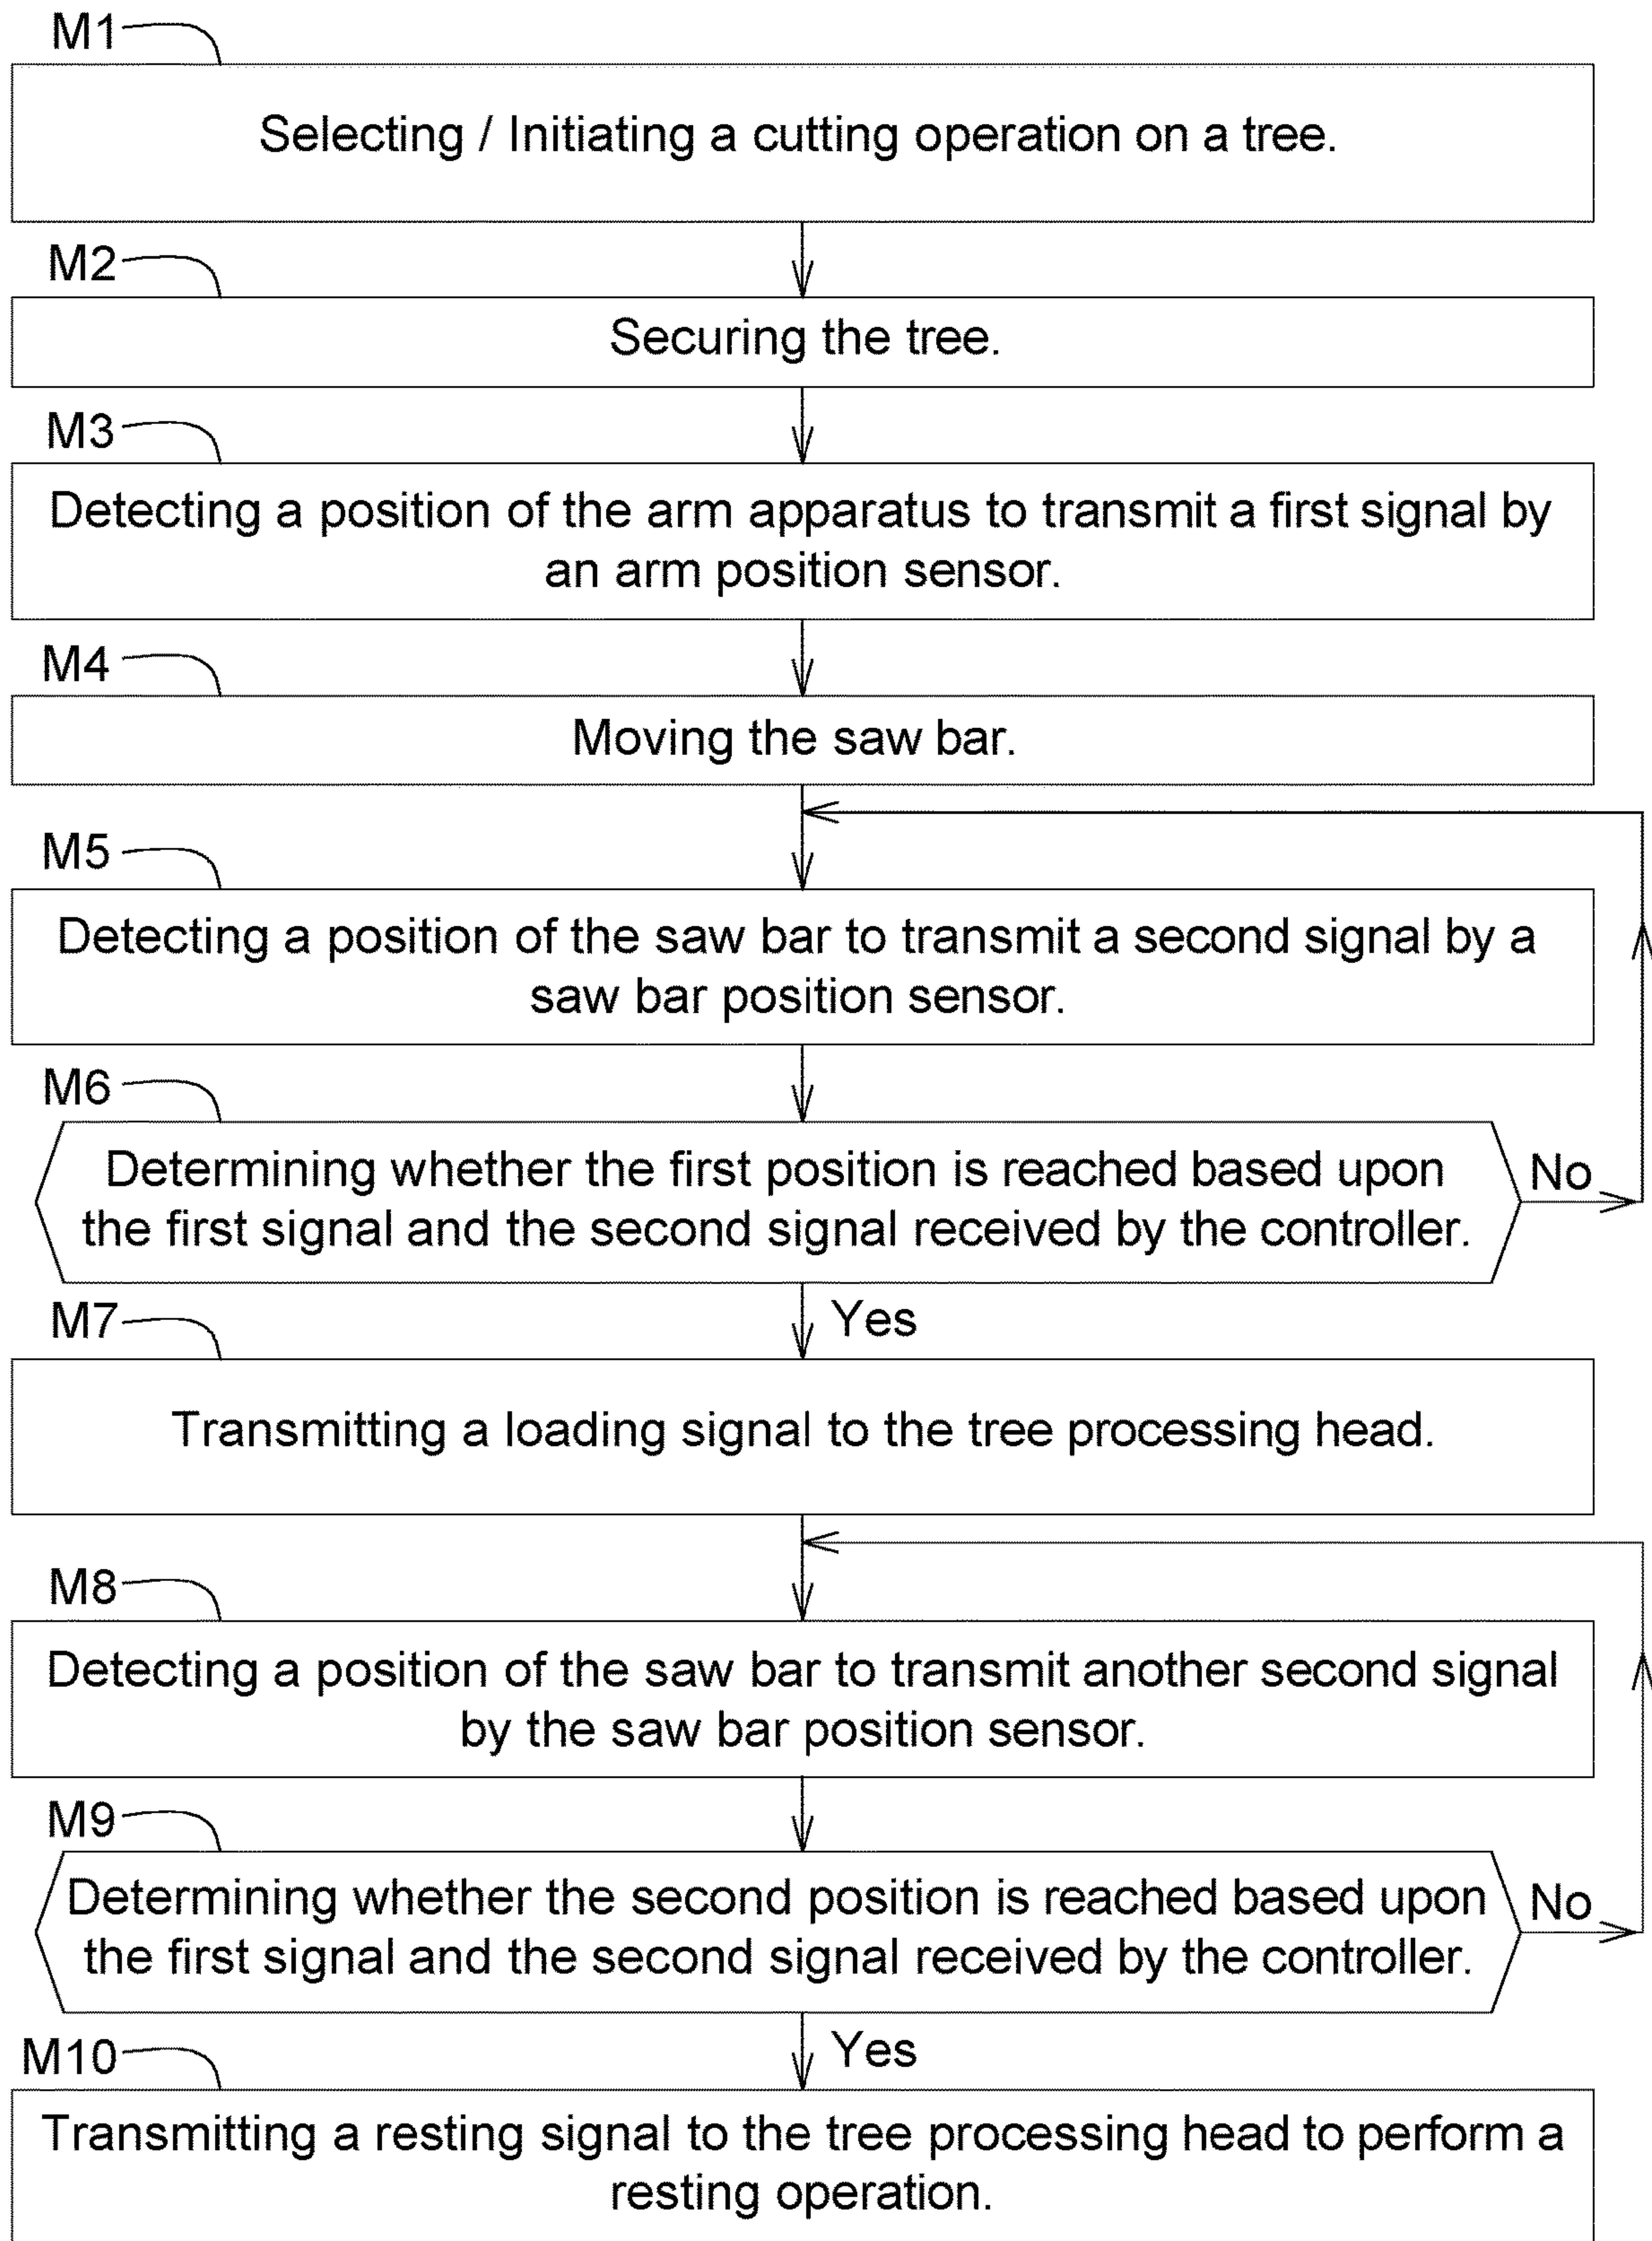 M1
Selecting / Initiating a cutting operation on a tree.
M2
Securing the tree.
M3
Detecting a position of the arm apparatus to transmit a first signal by
an arm position sensor.
M4
Moving the saw bar.
M5
Detecting a position of the saw bar to transmit a second signal by a
saw bar position sensor.
M6
Determining whether the first position is reached based upon
the first signal and the second signal received by the controller.
No
Yes
M7
Transmitting a loading signal to the tree processing head.
M8
Detecting a position of the saw bar to transmit another second signal
by the saw bar position sensor.
M9
Determining whether the second position is reached based upon
the first signal and the second signal received by the controller.
No
Yes
M10
Transmitting a resting signal to the tree processing head to perform a
resting operation.